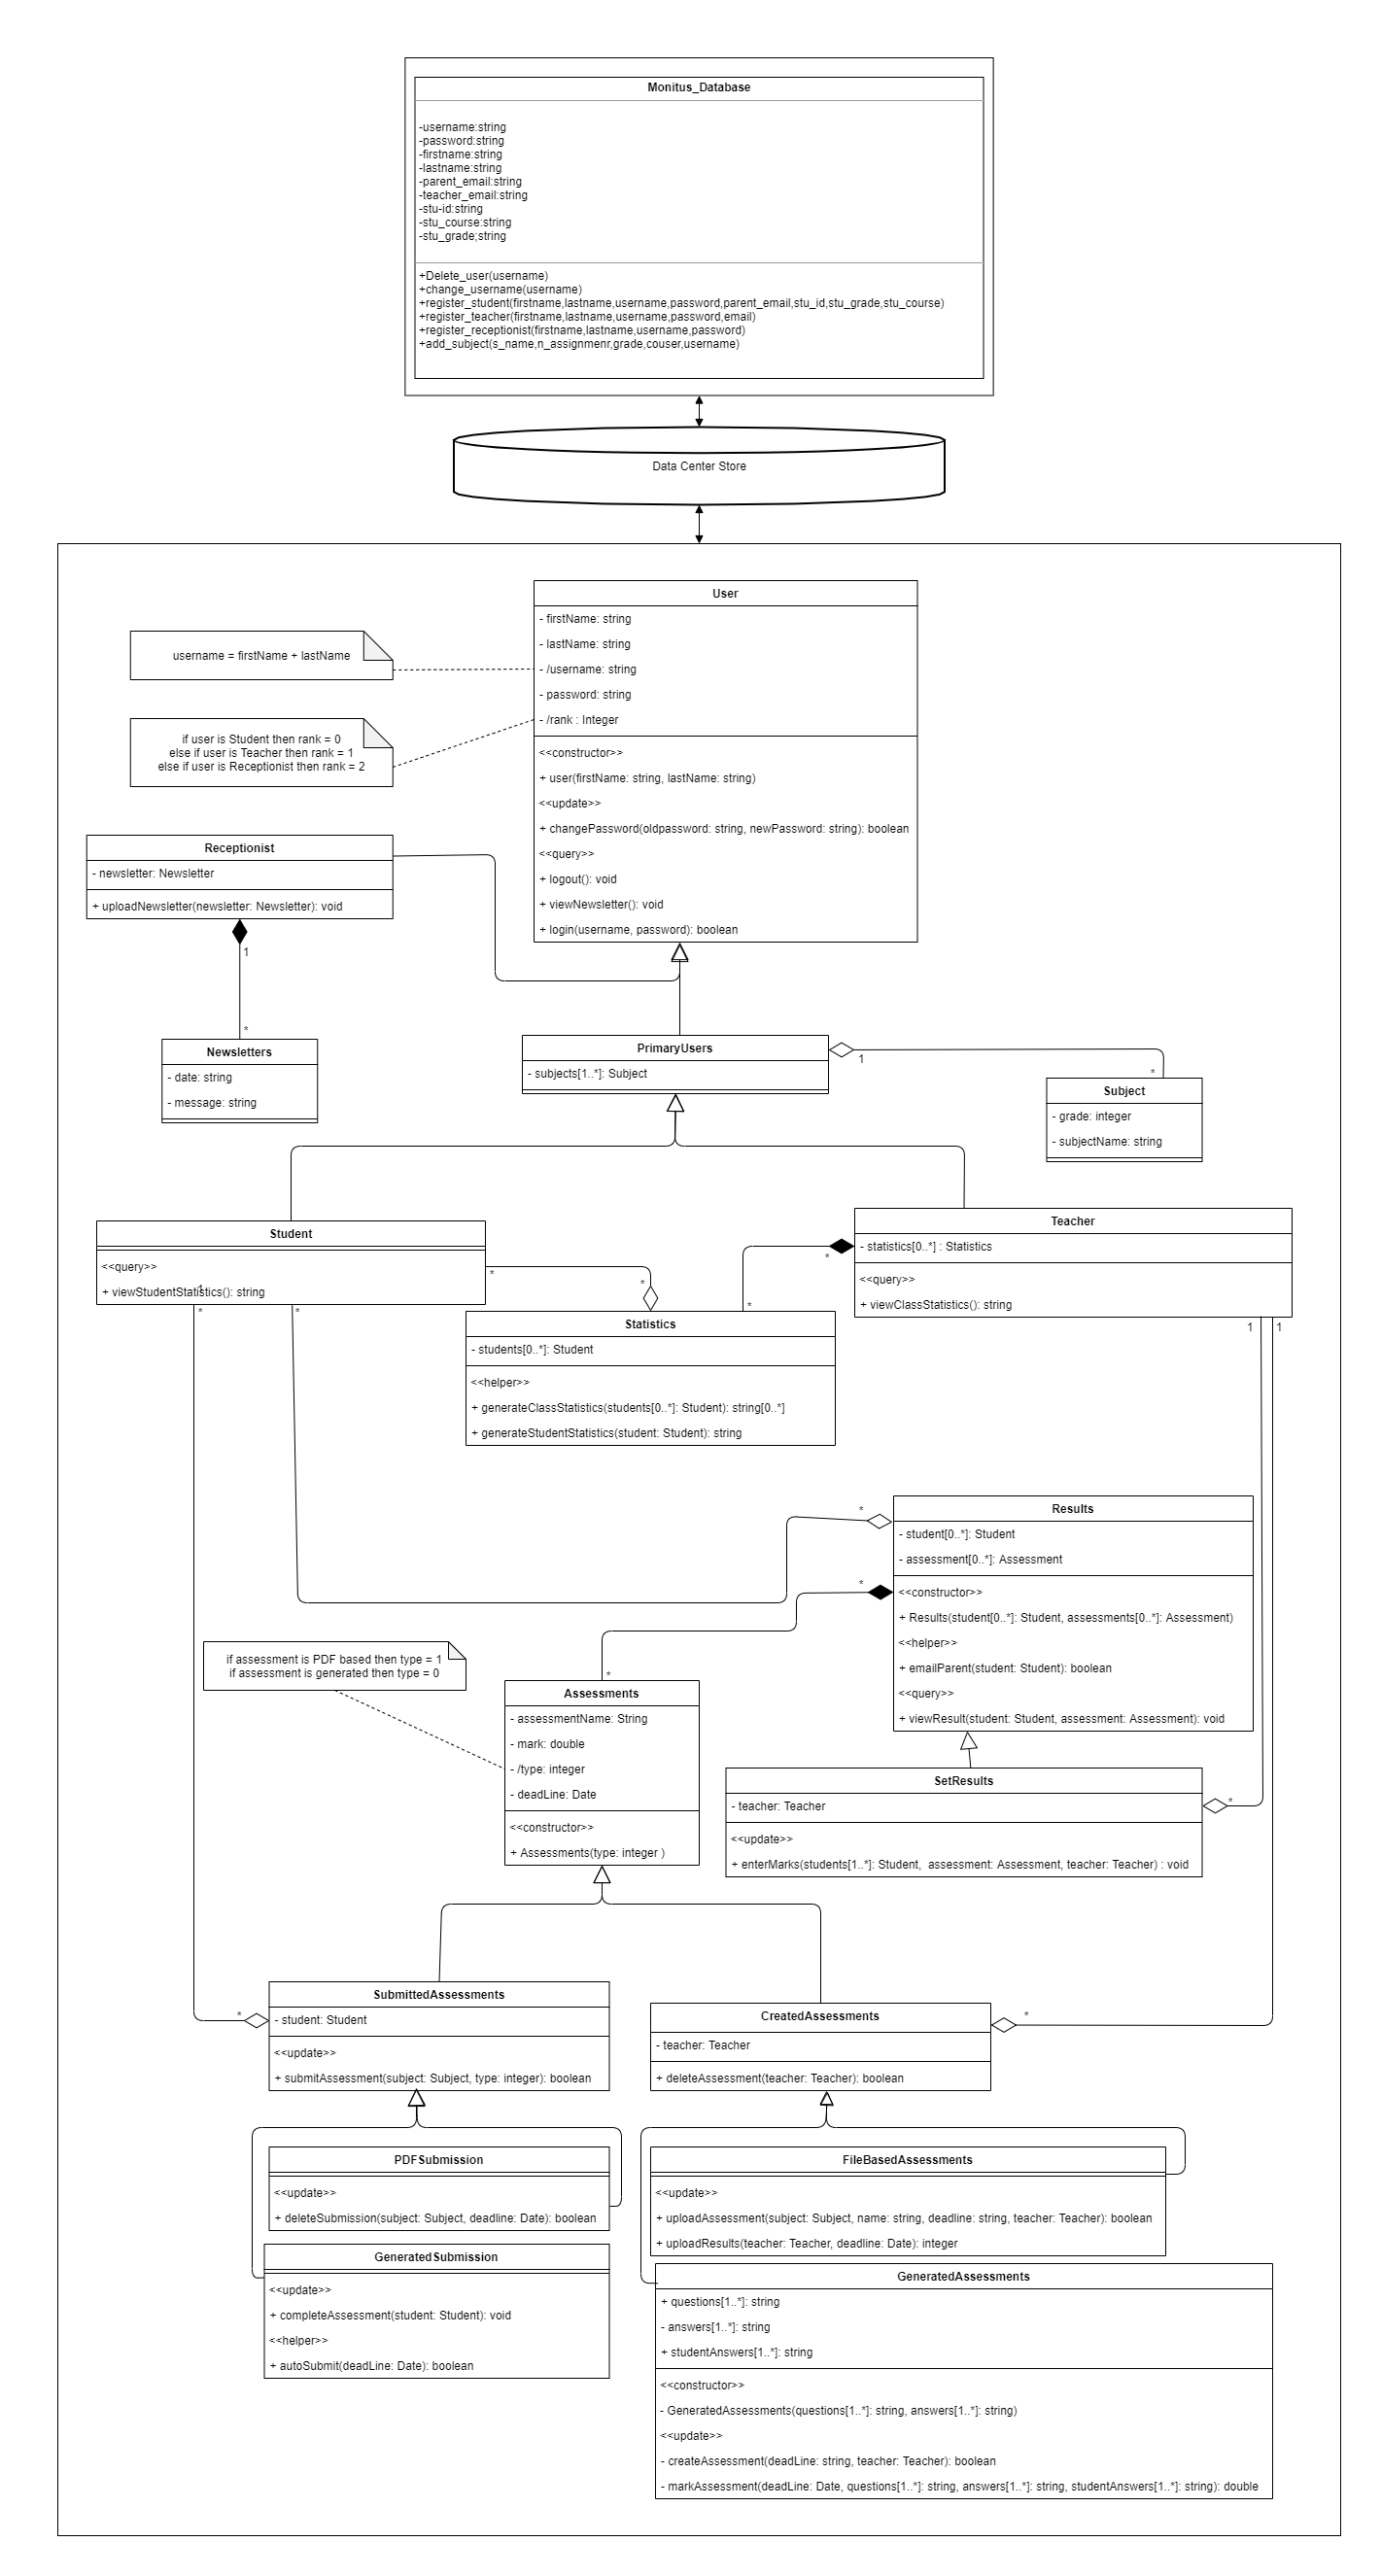 Monitus_Database
-username:string
-password:string
-firstname:string
-lastname:string
-parent_email:string
-teacher_email:string
-stu-id:string
-stu_course:string
-stu_grade;string
+Delete_user(username)
+change_username(username)
+register_student(firstname,lastname,username,password,parent_email,stu_id,stu_grade,stu_course)
+register_teacher(firstname,lastname,username,password,email)
+register_receptionist(firstname,lastname,username,password)
+add_subject(s_name,n_assignmenr,grade,couser,username)
Data Center Store
User
- firstName: string
- lastName: string
- /username: string
- password: string
- /rank : Integer
<<constructor>>
+ user(firstName: string, lastName: string)
<<update>>
+ changePassword(oldpassword: string, newPassword: string): boolean
<<query>>
+ logout(): void
+ viewNewsletter(): void
+ login(username, password): boolean
username = firstName + lastName
if user is Student then rank = 0
else if user is Teacher then rank = 1
else if user is Receptionist then rank = 2
Receptionist
- newsletter: Newsletter
+ uploadNewsletter(newsletter: Newsletter): void
1
*
Newsletters
- date: string
- message: string
PrimaryUsers
- subjects[1..*]: Subject
1
*
Subject
- grade: integer
- subjectName: string
Student
<<query>>
+ viewStudentStatistics(): string
1
*
*
*
*
Teacher
- statistics[0..*] : Statistics
<<query>>
+ viewClassStatistics(): string
*
*
1
1
Statistics
- students[0..*]: Student
<<helper>>
+ generateClassStatistics(students[0..*]: Student): string[0..*]
+ generateStudentStatistics(student: Student): string
*
*
Results
- student[0..*]: Student
- assessment[0..*]: Assessment
<<constructor>>
+ Results(student[0..*]: Student, assessments[0..*]: Assessment)
<<helper>>
+ emailParent(student: Student): boolean
<<query>>
+ viewResult(student: Student, assessment: Assessment): void
if assessment is PDF based then type = 1
if assessment is generated then type = 0
*
Assessments
- assessmentName: String
- mark: double
- /type: integer
- deadLine: Date
<<constructor>>
+ Assessments(type: integer )
SetResults
- teacher: Teacher
<<update>>
+ enterMarks(students[1..*]: Student,  assessment: Assessment, teacher: Teacher) : void
*
*
SubmittedAssessments
- student: Student
<<update>>
+ submitAssessment(subject: Subject, type: integer): boolean
CreatedAssessments
- teacher: Teacher
+ deleteAssessment(teacher: Teacher): boolean
*
PDFSubmission
<<update>>
+ deleteSubmission(subject: Subject, deadline: Date): boolean
GeneratedSubmission
<<update>>
+ completeAssessment(student: Student): void
<<helper>>
+ autoSubmit(deadLine: Date): boolean
FileBasedAssessments
<<update>>
+ uploadAssessment(subject: Subject, name: string, deadline: string, teacher: Teacher): boolean
+ uploadResults(teacher: Teacher, deadline: Date): integer
GeneratedAssessments
+ questions[1..*]: string
- answers[1..*]: string
+ studentAnswers[1..*]: string
<<constructor>>
- GeneratedAssessments(questions[1..*]: string, answers[1..*]: string)
<<update>>
- createAssessment(deadLine: string, teacher: Teacher): boolean
- markAssessment(deadLine: Date, questions[1..*]: string, answers[1..*]: string, studentAnswers[1..*]: string): double